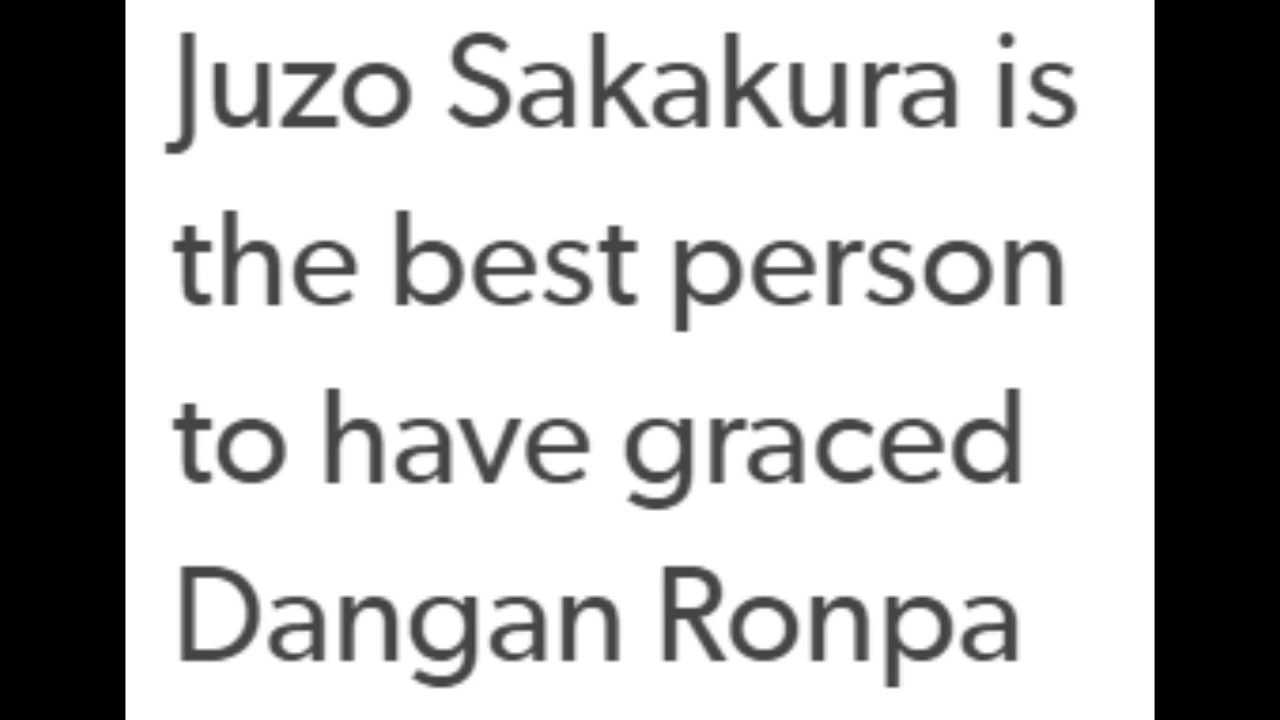 Juzo Sakakura is
the best person
to have graced
Dangan Ronpa